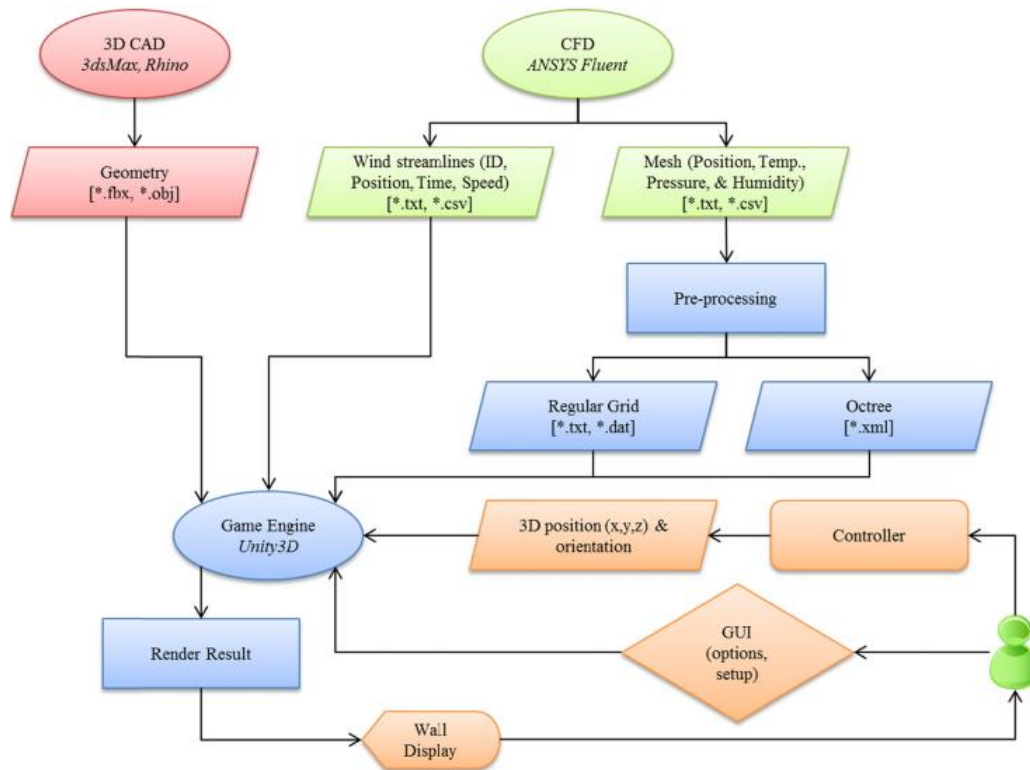 3D CAD
3dsMax, Rhino
CFD
ANSYS Fluent
Geometry
[*.fbx, *.obj]
Wind streamlines (ID,
Position, Time, Speed)
[*.txt, *.csv]
Mesh (Position, Temp.,
Pressure, & Humidity)
[*.txt, *.csv]
Pre-processing
Regular Grid
[*.txt, *.dat]
Octree
[*.xml]
Game Engine
Unity3D
3D position (x,y,z) &
orientation
Controller
GUI
(options,
setup)
Render Result
Wall
Display